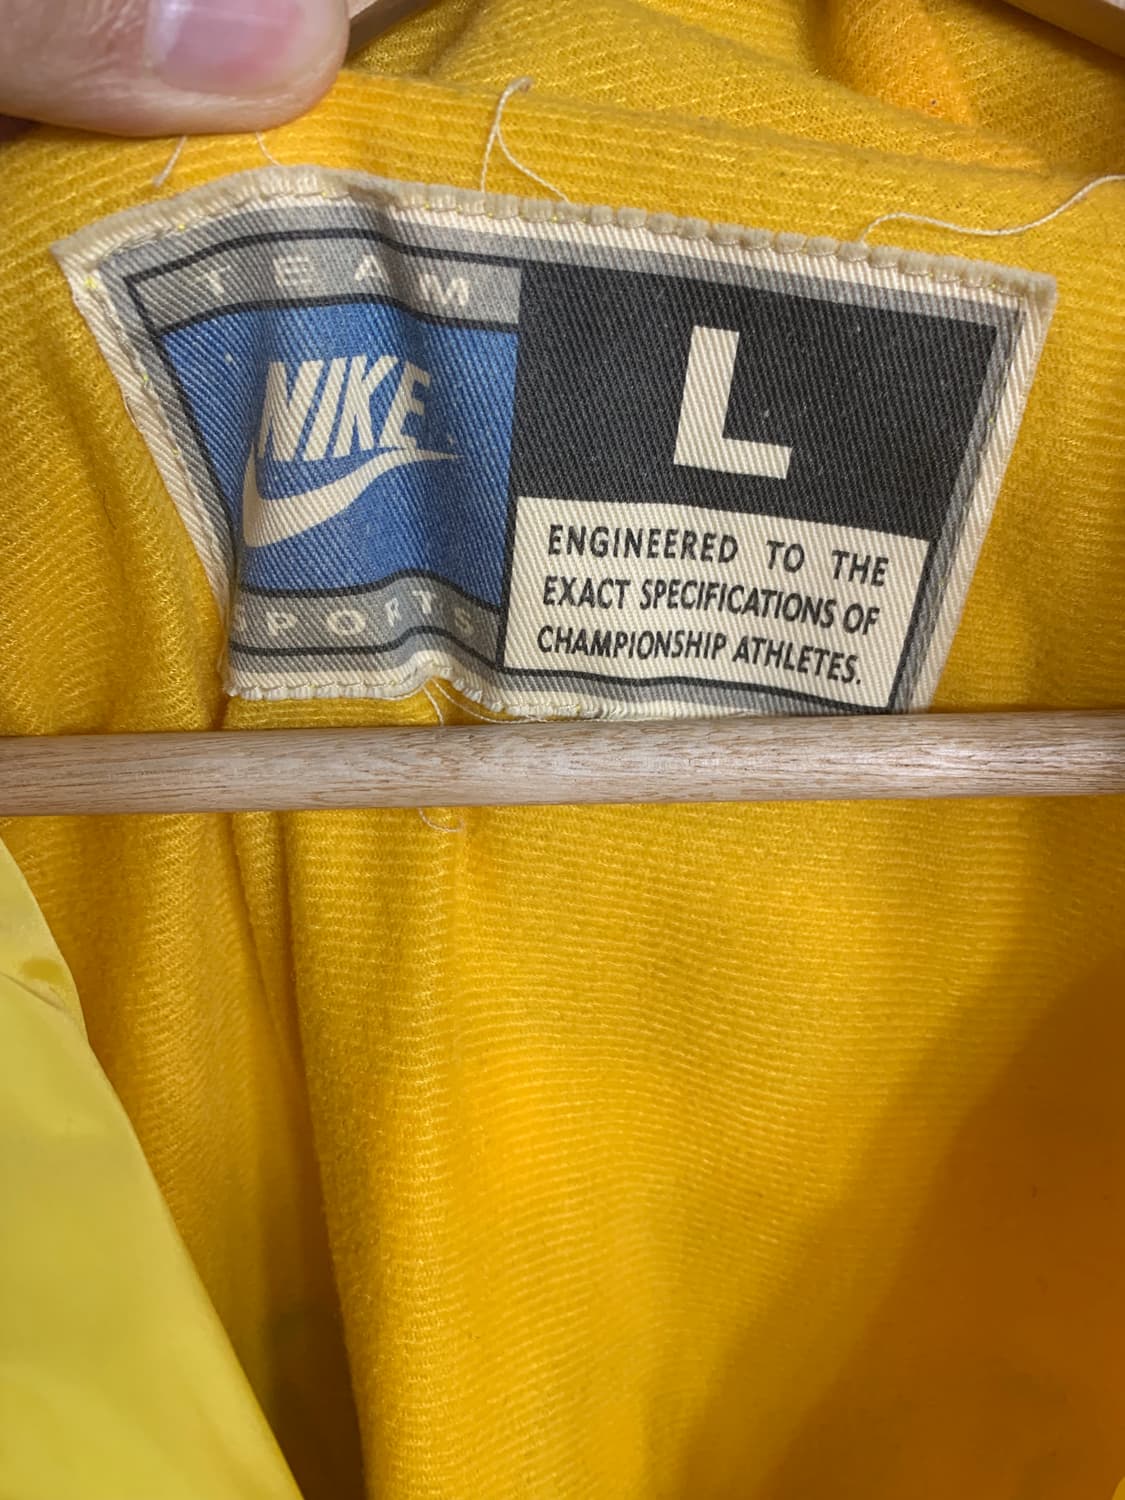 TEAM
NIKE
SPORTS
L
ENGINEERED TO THE
EXACT SPECIFICATIONS OF
CHAMPIONSHIP ATHLETES.